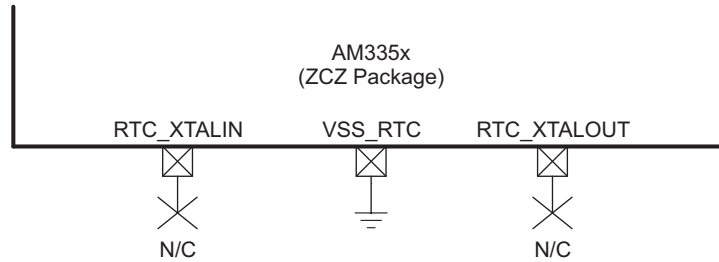 AM335x
(ZCZ Package)
RTC_XTALIN VSS_RTC RTC_XTALOUT
N/C N/C